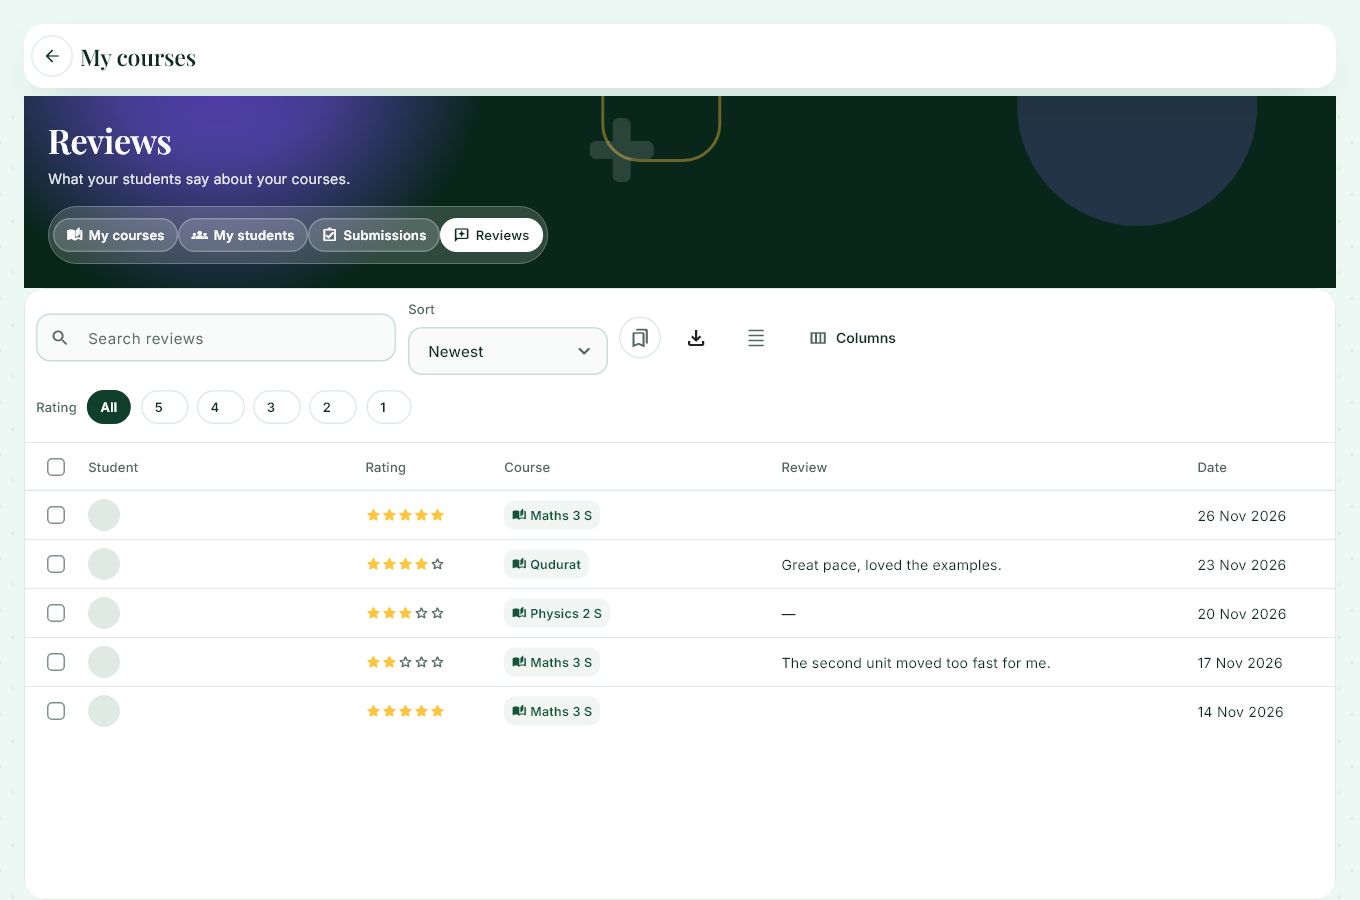 My courses
Reviews
What your students say about your courses.
My courses My students Submissions Reviews
Sort
Search reviews Newest Columns
Rating All 5 4 3 2 1
Student Rating Course Review Date
Maths 3 S 26 Nov 2026
Qudurat Great pace, loved the examples. 23 Nov 2026
Physics 2 S — 20 Nov 2026
Maths 3 S The second unit moved too fast for me. 17 Nov 2026
Maths 3 S 14 Nov 2026